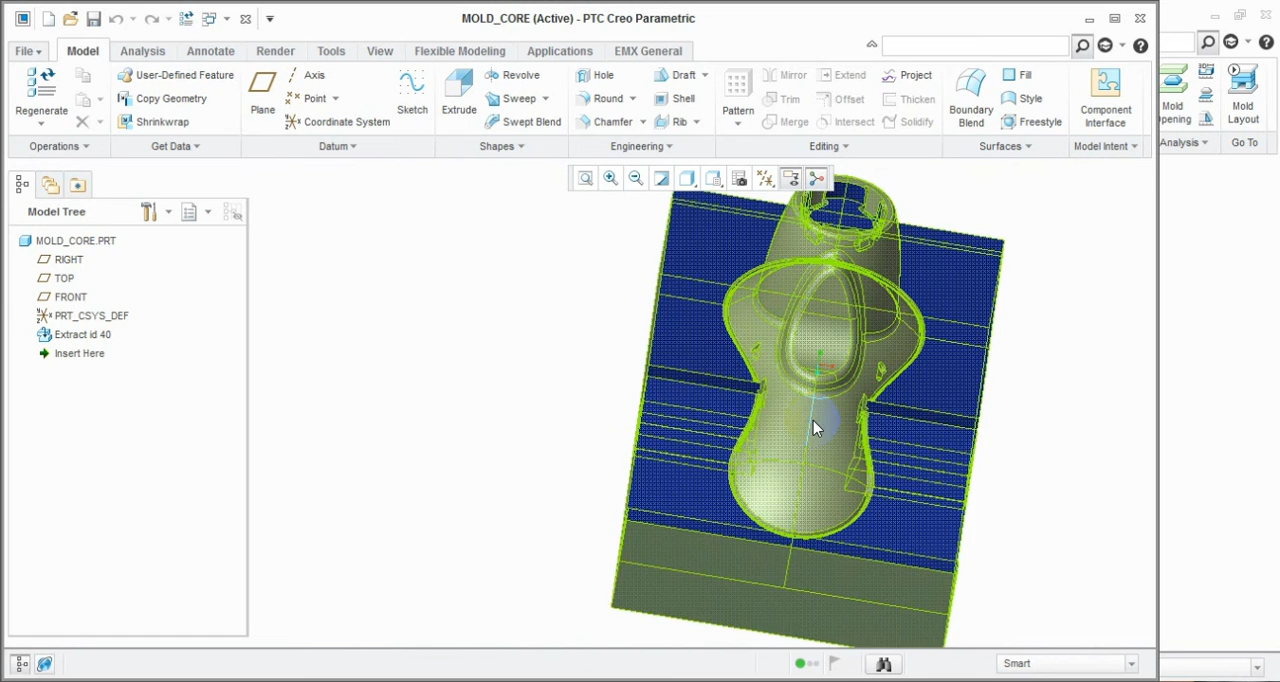 MOLD_CORE (Active) - PTC Creo Parametric
File Model Analysis Annotate Render Tools View Flexible Modeling Applications EMX General
Regenerate
User-Defined Feature
Copy Geometry
Shrinkwrap
Plane
Axis
Point
Coordinate System
Sketch
Extrude
Revolve
Sweep
Swept Blend
Hole
Round
Chamfer
Draft
Shell
Rib
Pattern
Mirror
Trim
Merge
Extend
Offset
Intersect
Project
Thicken
Solidify
Boundary
Blend
Fill
Style
Freestyle
Component
Interface
Mold
Opening
Mold
Layout
Operations Get Data Datum Shapes Engineering Editing Surfaces Model Intent Analysis Go To
Model Tree
MOLD_CORE.PRT
RIGHT
TOP
FRONT
PRT_CSYS_DEF
Extract id 40
Insert Here
Smart